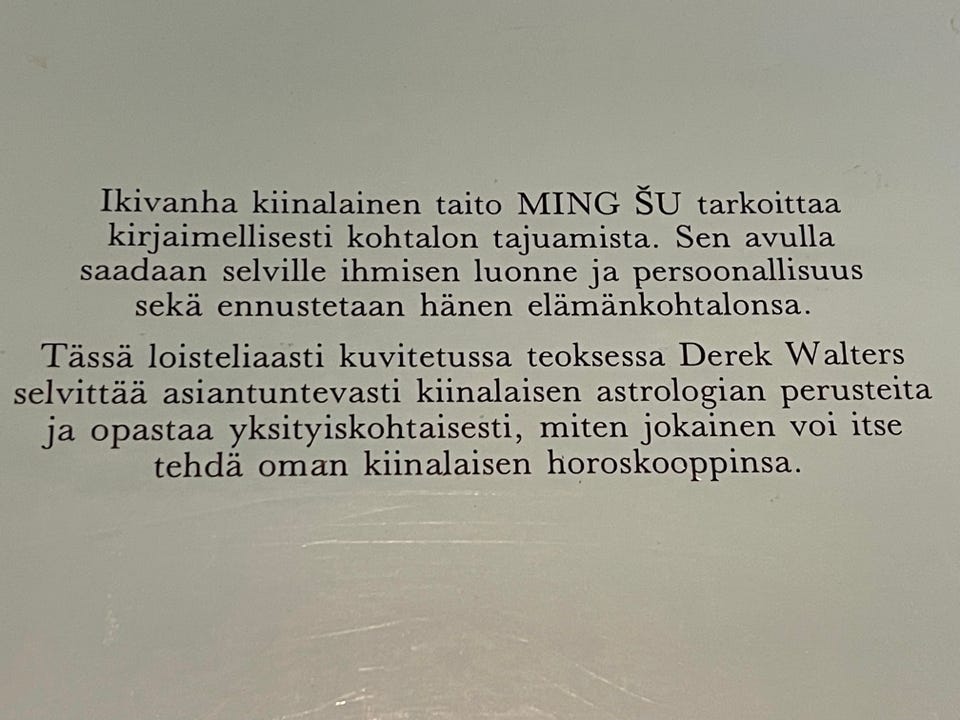 Ikivanha kiinalainen taito MING ŠU tarkoittaa
kirjaimellisesti kohtalon tajuamista. Sen avulla
saadaan selville ihmisen luonne ja persoonallisuus
sekä ennustetaan hänen elämänkohtalonsa.
Tässä loisteliaasti kuvitetussa teoksessa Derek Walters
selvittää asiantuntevasti kiinalaisen astrologian perusteita
ja opastaa yksityiskohtaisesti, miten jokainen voi itse
tehdä oman kiinalaisen horoskooppinsa.